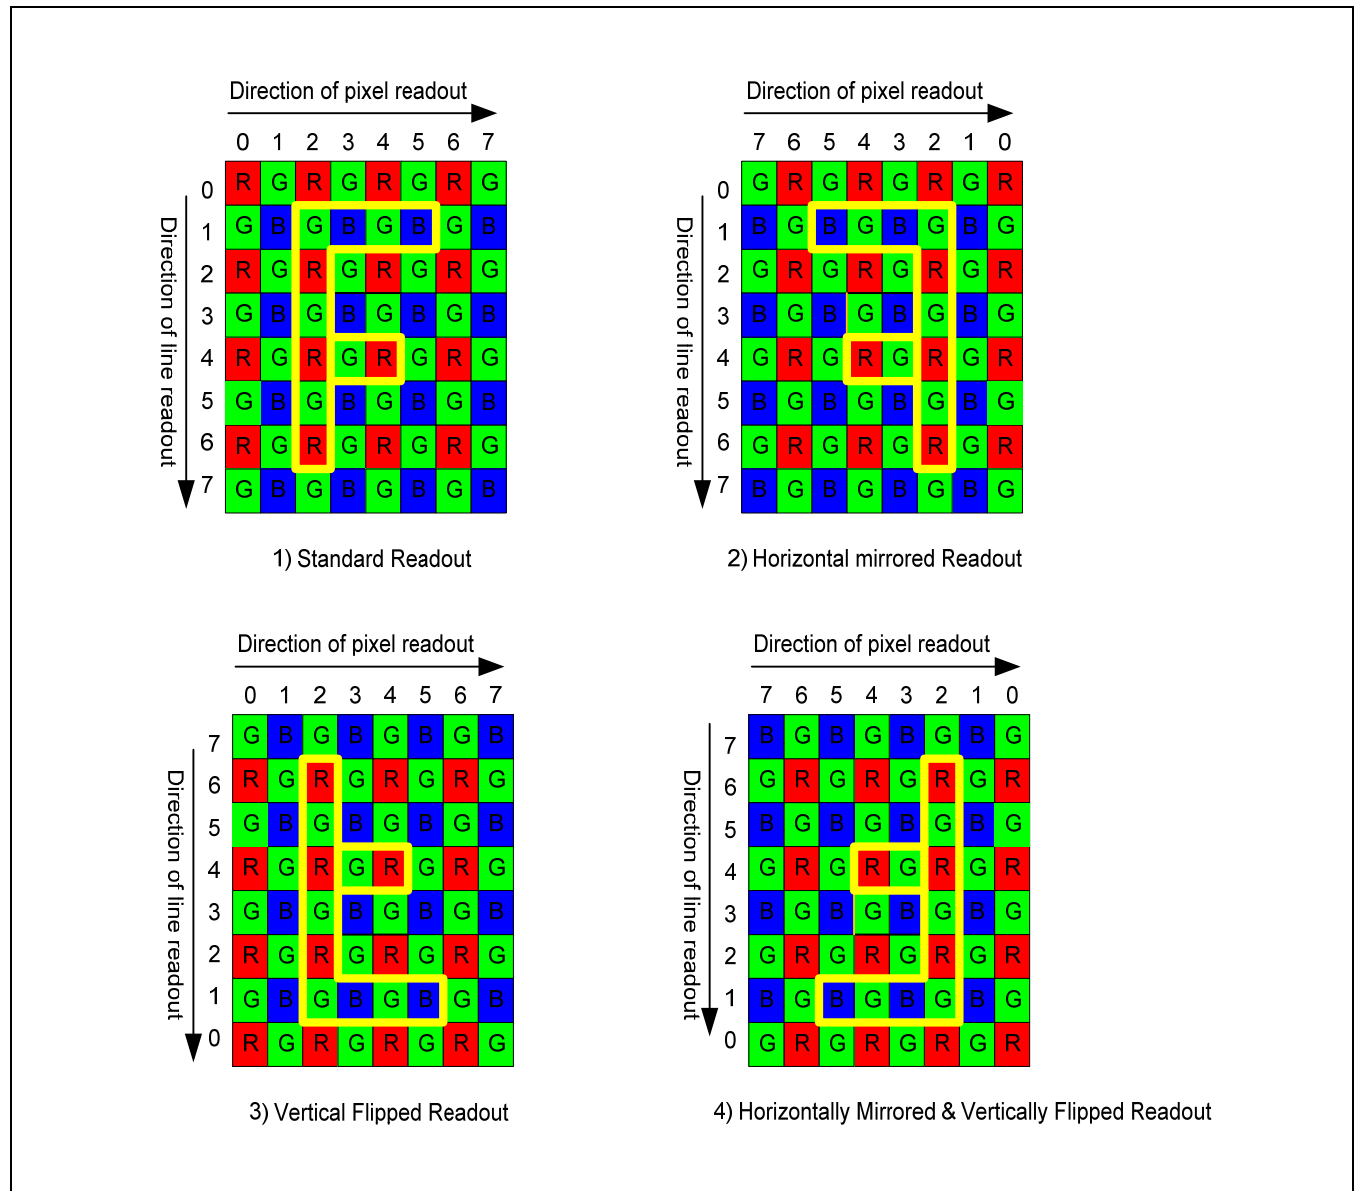 Direction of pixel readout
0 1 2 3 4 5 6 7
Direction of line readout
0 R G R G R G R G
1 G B G B G B G B
2 R G R G R G R G
3 G B G B G B G B
4 R G R G R G R G
5 G B G B G B G B
6 R G R G R G R G
7 G B G B G B G B
1) Standard Readout
Direction of pixel readout
7 6 5 4 3 2 1 0
Direction of line readout
0 G R G R G R G R
1 B G B G B G B G
2 G R G R G R G R
3 B G B G B G B G
4 G R G R G R G R
5 B G B G B G B G
6 G R G R G R G R
7 B G B G B G B G
2) Horizontal mirrored Readout
Direction of pixel readout
0 1 2 3 4 5 6 7
Direction of line readout
7 G B G B G B G B
6 R G R G R G R G
5 G B G B G B G B
4 R G R G R G R G
3 G B G B G B G B
2 R G R G R G R G
1 G B G B G B G B
0 R G R G R G R G
3) Vertical Flipped Readout
Direction of pixel readout
7 6 5 4 3 2 1 0
Direction of line readout
7 B G B G B G B G
6 G R G R G R G R
5 B G B G B G B G
4 G R G R G R G R
3 B G B G B G B G
2 G R G R G R G R
1 B G B G B G B G
0 G R G R G R G R
4) Horizontally Mirrored & Vertically Flipped Readout